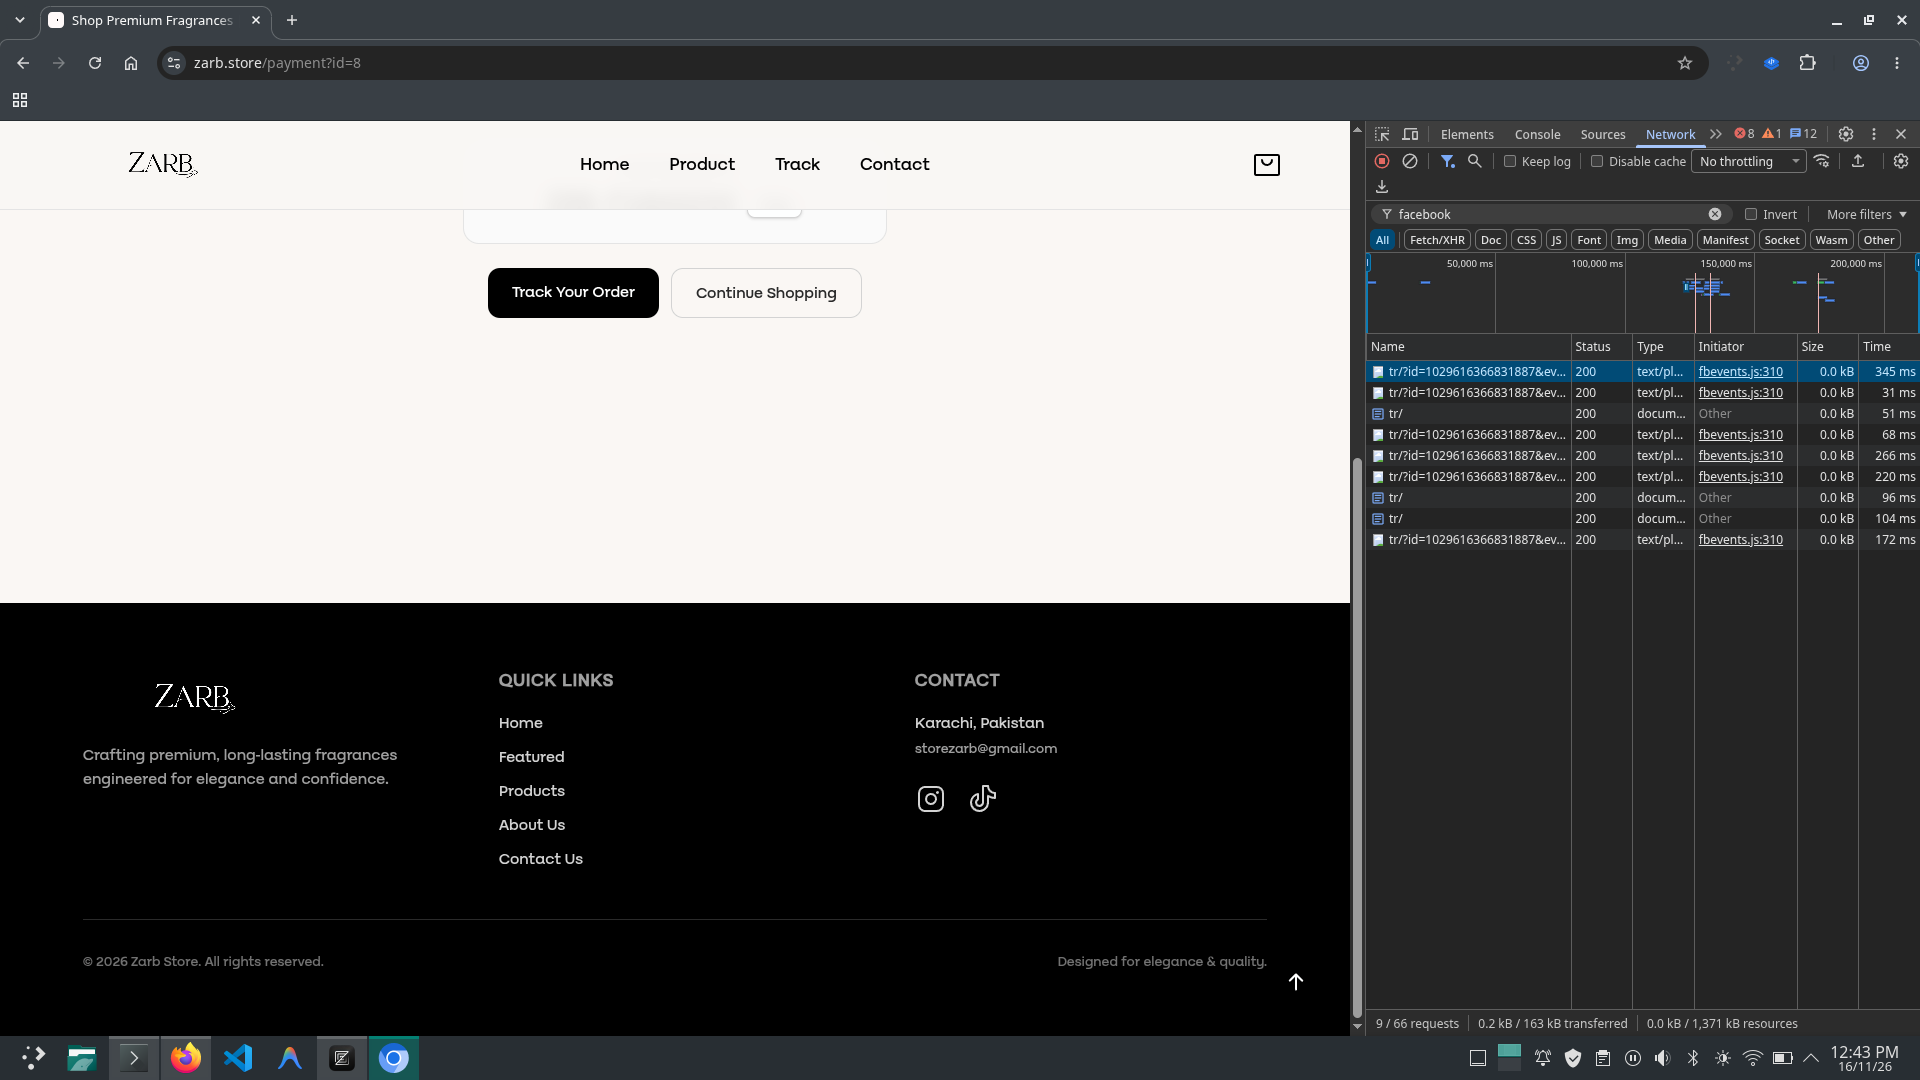 Shop Premium Fragrances
zarb.store/payment?id=8
ZARB
Home Product Track Contact
Track Your Order Continue Shopping
ZARB
Crafting premium, long-lasting fragrances
engineered for elegance and confidence.
QUICK LINKS
Home
Featured
Products
About Us
Contact Us
CONTACT
Karachi, Pakistan
storezarb@gmail.com
© 2026 Zarb Store. All rights reserved.
Designed for elegance & quality.
Elements Console Sources Network 8 1 12
Keep log Disable cache No throttling
facebook Invert More filters
All Fetch/XHR Doc CSS JS Font Img Media Manifest Socket Wasm Other
50,000 ms 100,000 ms 150,000 ms 200,000 ms
Name Status Type Initiator Size Time
tr/?id=1029616366831887&ev... 200 text/pl... fbevents.js:310 0.0 kB 345 ms
tr/?id=1029616366831887&ev... 200 text/pl... fbevents.js:310 0.0 kB 31 ms
tr/ 200 docum... Other 0.0 kB 51 ms
tr/?id=1029616366831887&ev... 200 text/pl... fbevents.js:310 0.0 kB 68 ms
tr/?id=1029616366831887&ev... 200 text/pl... fbevents.js:310 0.0 kB 266 ms
tr/?id=1029616366831887&ev... 200 text/pl... fbevents.js:310 0.0 kB 220 ms
tr/ 200 docum... Other 0.0 kB 96 ms
tr/ 200 docum... Other 0.0 kB 104 ms
tr/?id=1029616366831887&ev... 200 text/pl... fbevents.js:310 0.0 kB 172 ms
9 / 66 requests 0.2 kB / 163 kB transferred 0.0 kB / 1,371 kB resources
12:43 PM
16/11/26